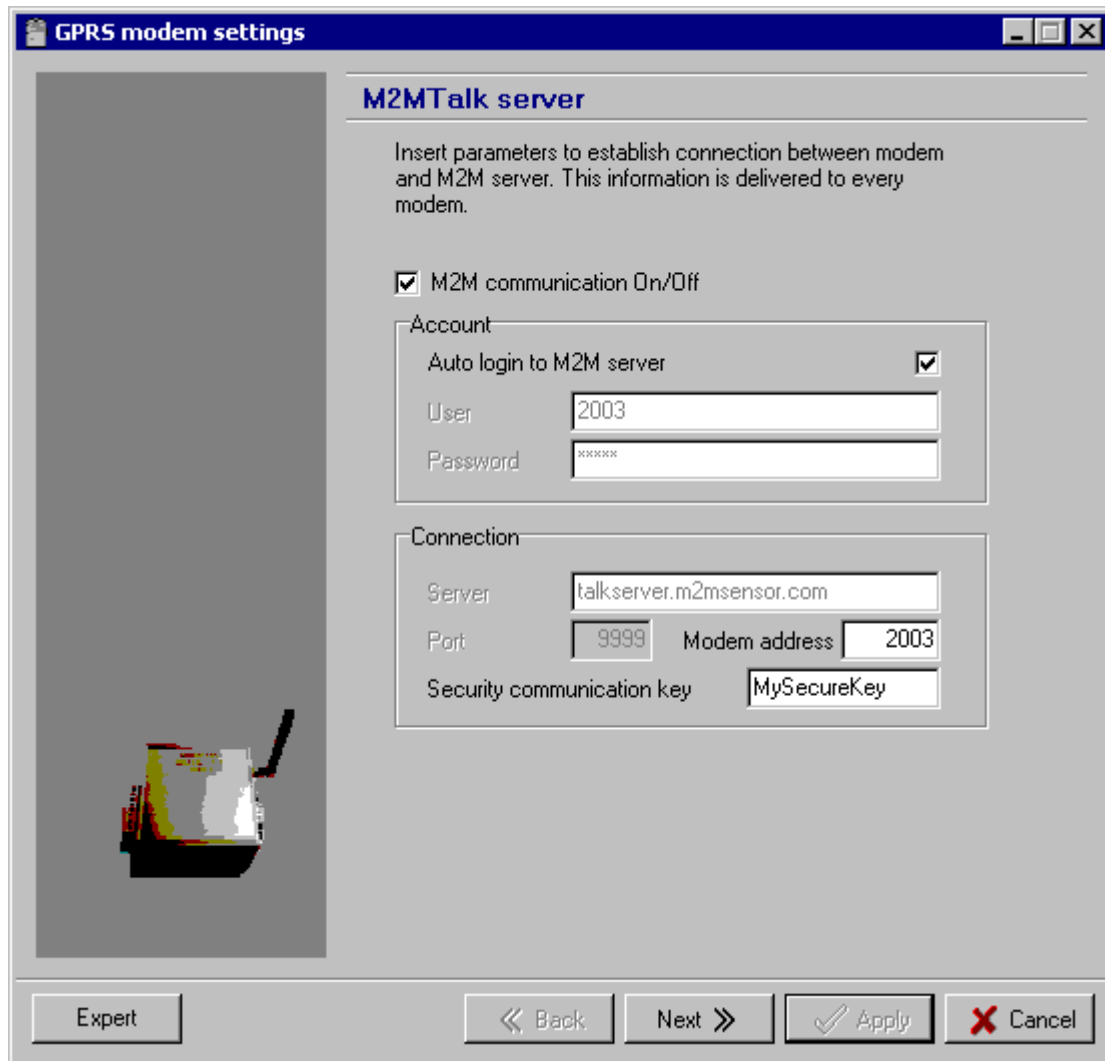 GPRS modem settings
M2MTalk server
Insert parameters to establish connection between modem
and M2M server. This information is delivered to every
modem.
M2M communication On/Off
Account
Auto login to M2M server
User 2003
Password xxxxx
Connection
Server talkserver.m2msensor.com
Port 9999 Modem address 2003
Security communication key MySecureKey
Expert Back Next Apply Cancel